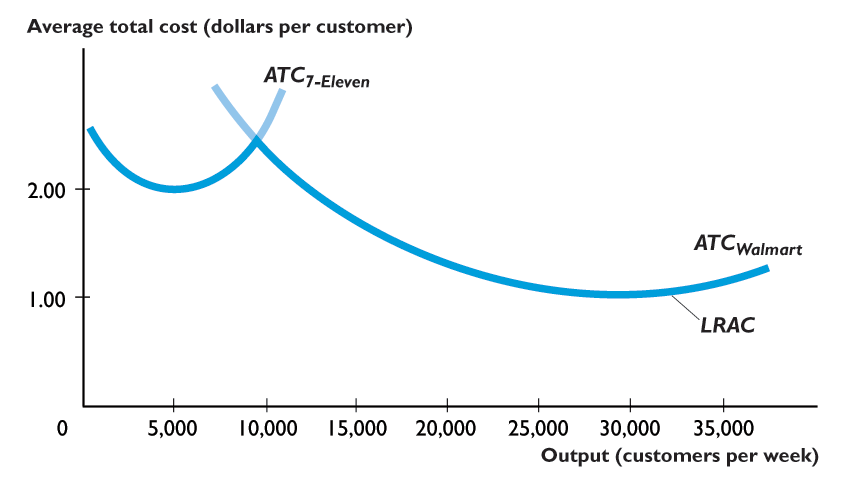 Average total cost (dollars per customer)
ATC7-Eleven
2.00
ATCWalmart
1.00
LRAC
0 5,000 10,000 15,000 20,000 25,000 30,000 35,000
Output (customers per week)